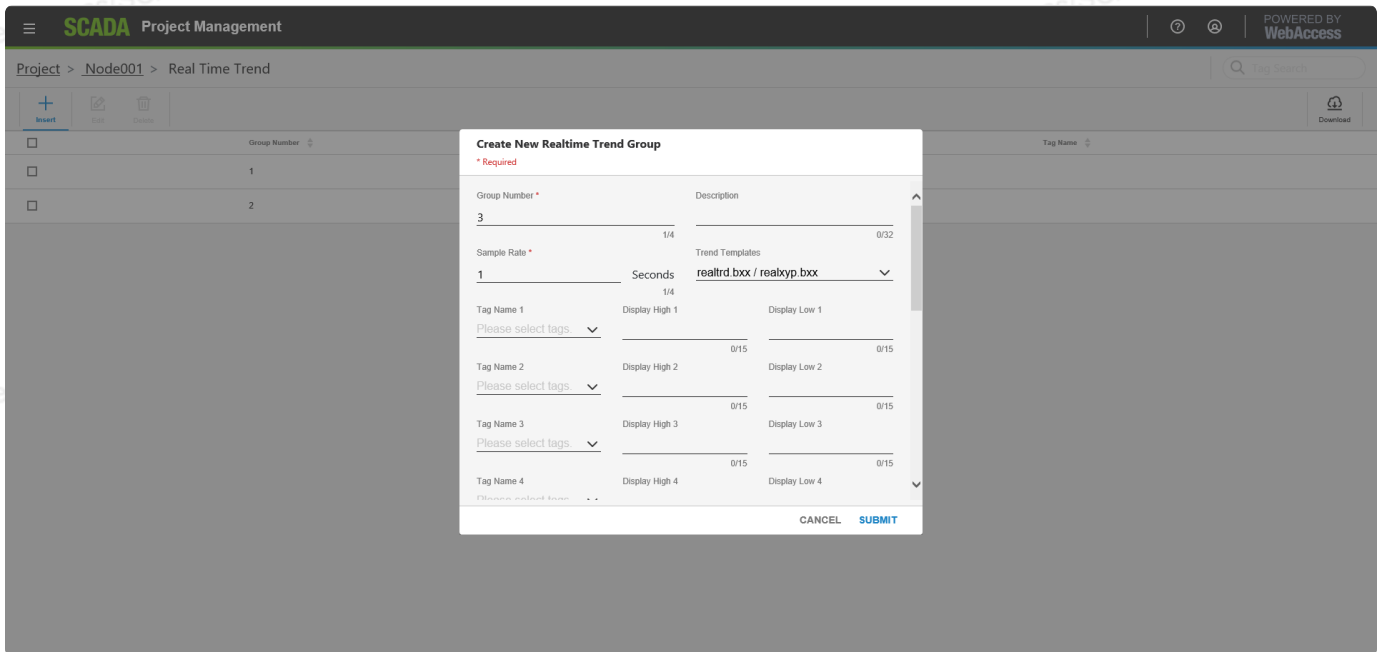 SCADA Project Management
POWERED BY
WebAccess
Project > Node001 > Real Time Trend
Tag Search
Insert Edit Delete Download
Group Number Tag Name
1
2
Create New Realtime Trend Group
* Required
Group Number * Description
3
1/4 0/32
Sample Rate * Trend Templates
1 Seconds realtrd.bxx / realxyp.bxx
1/4
Tag Name 1 Display High 1 Display Low 1
Please select tags.
0/15 0/15
Tag Name 2 Display High 2 Display Low 2
Please select tags.
0/15 0/15
Tag Name 3 Display High 3 Display Low 3
Please select tags.
0/15 0/15
Tag Name 4 Display High 4 Display Low 4
Please select tags.
CANCEL SUBMIT